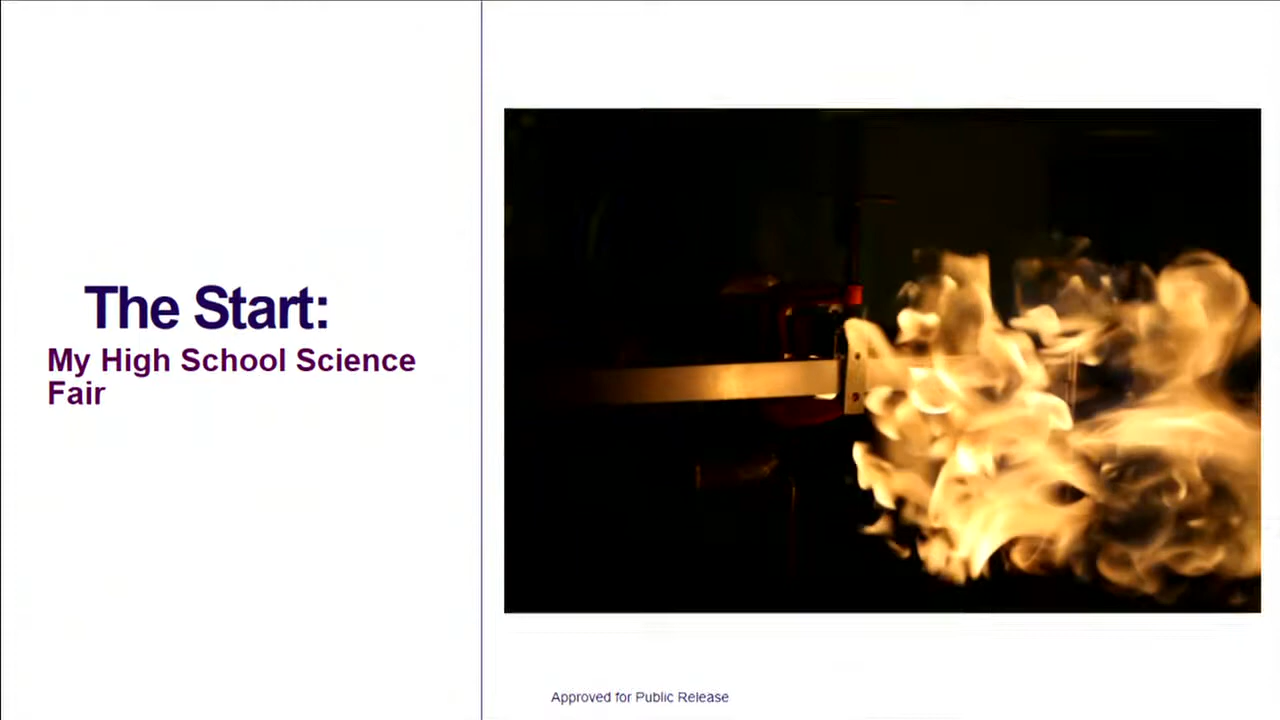 The Start:
My High School Science
Fair
Approved for Public Release